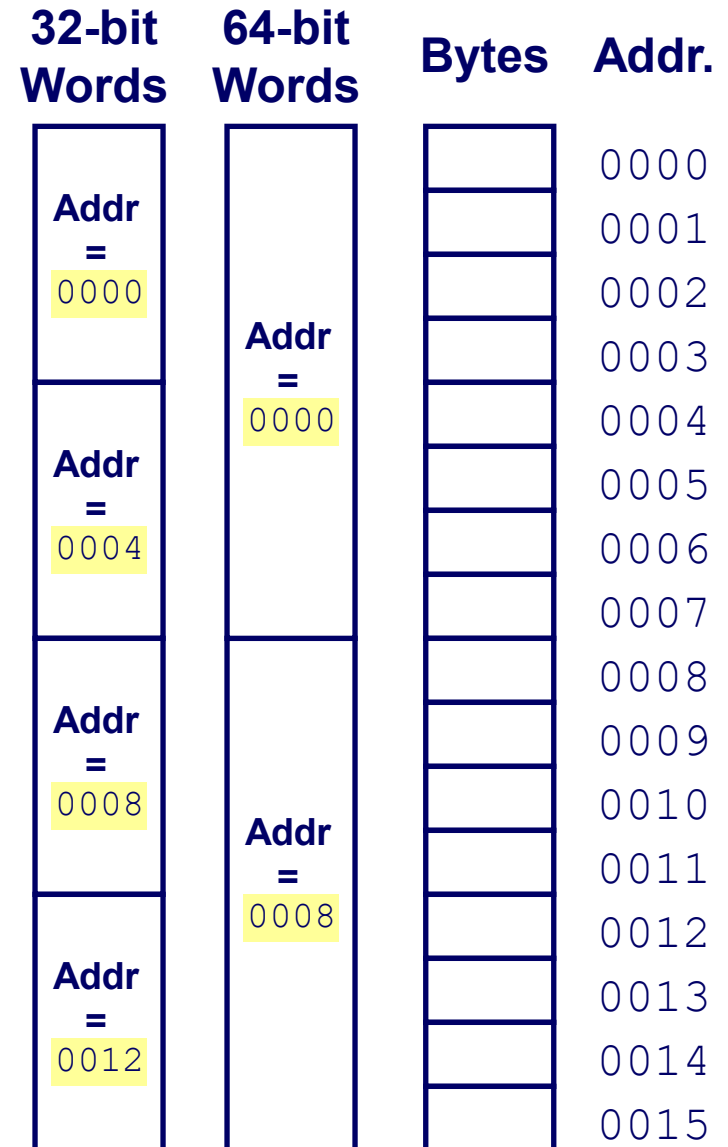 32-bit Words
64-bit Words
Bytes
Addr.
Addr
=
0000
Addr
=
0004
Addr
=
0008
Addr
=
0012
Addr
=
0000
Addr
=
0008
0000
0001
0002
0003
0004
0005
0006
0007
0008
0009
0010
0011
0012
0013
0014
0015